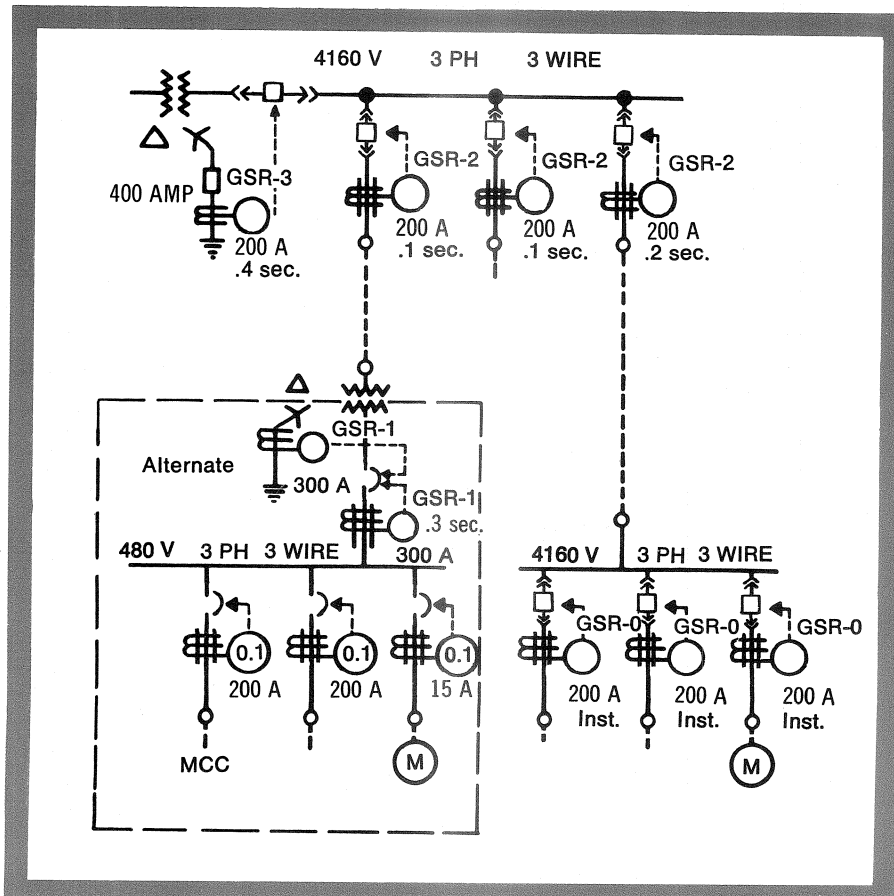 4160 V 3 PH 3 WIRE
GSR-2 GSR-2 GSR-2
400 AMP GSR-3
200 A
.4 sec.
200 A
.1 sec.
200 A
.1 sec.
200 A
.2 sec.
GSR-1
Alternate
300 A
GSR-1
.3 sec.
480 V 3 PH 3 WIRE 300 A
4160 V 3 PH 3 WIRE
GSR-0 GSR-0 GSR-0
0.1 0.1 0.1
200 A 200 A 15 A
200 A
Inst.
200 A
Inst.
200 A
Inst.
MCC M M